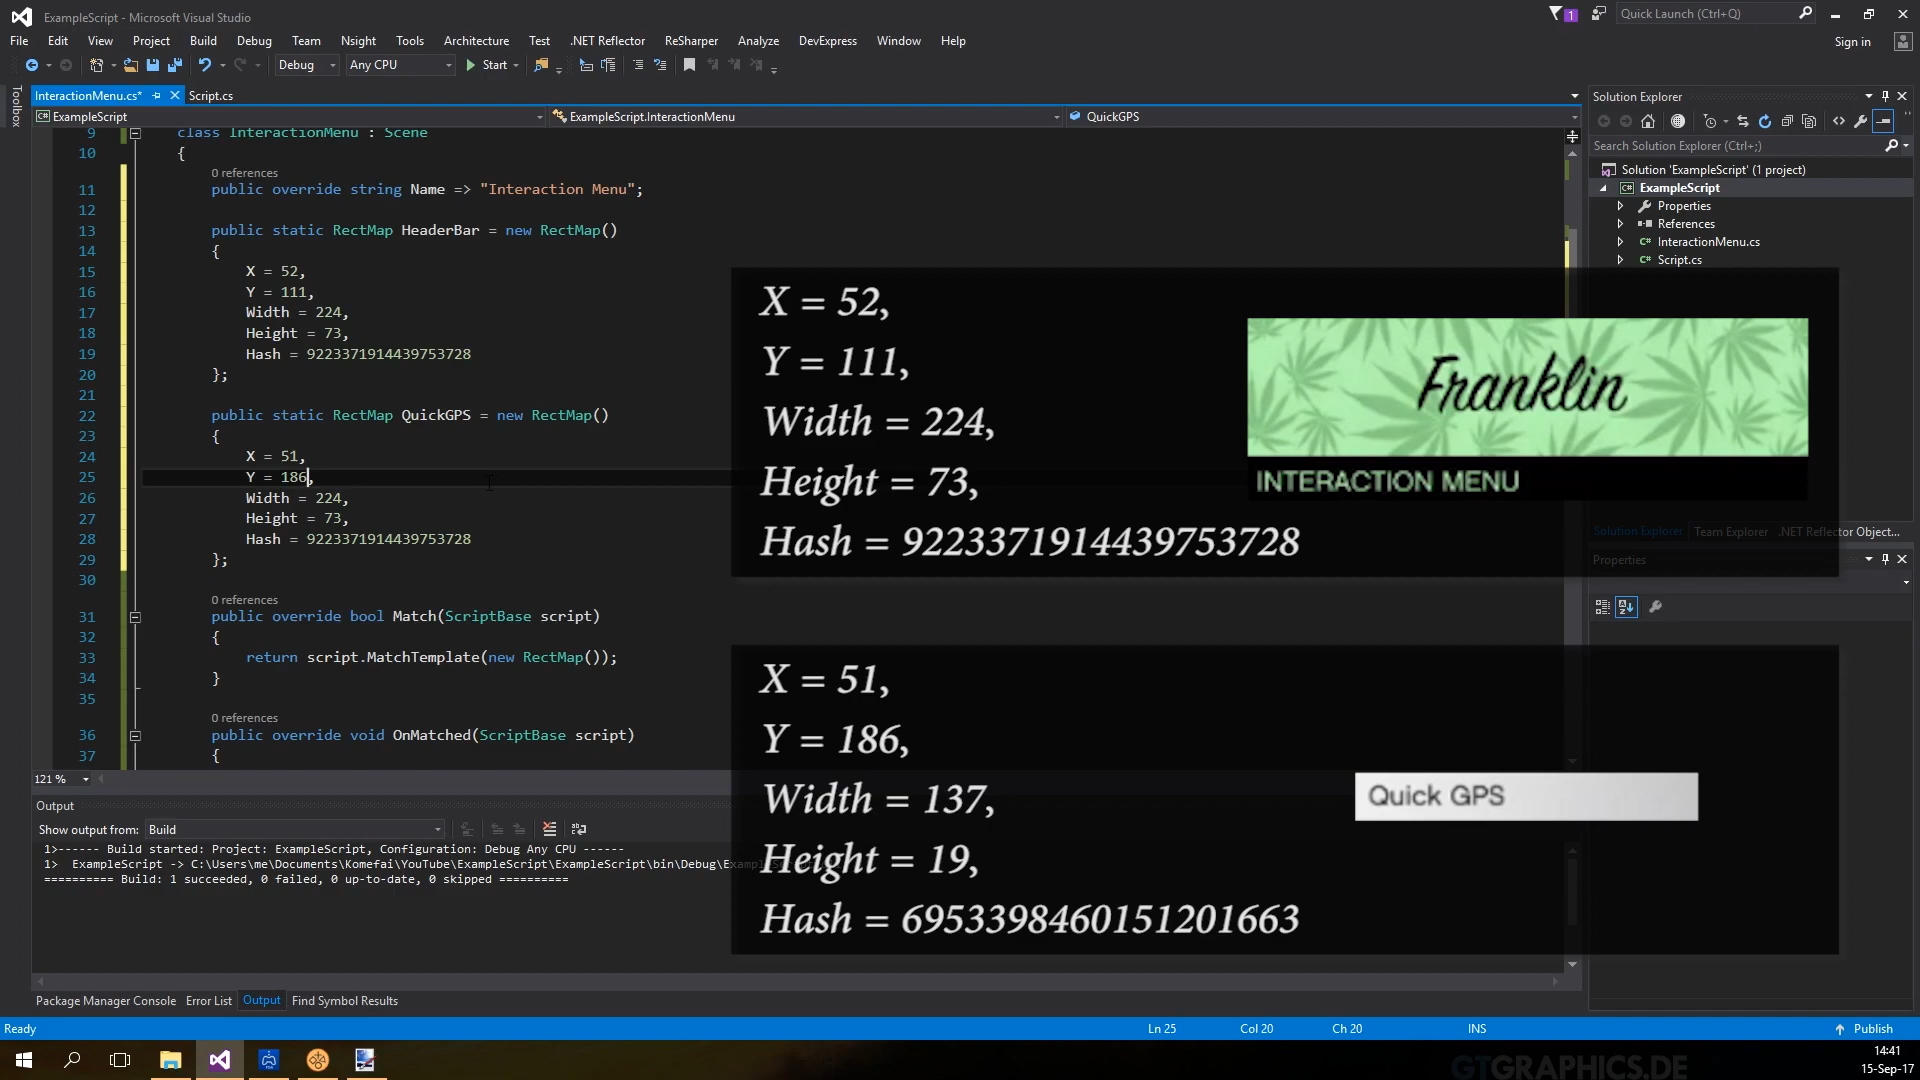 ExampleScript - Microsoft Visual Studio
1
Quick Launch (Ctrl+Q)
File Edit View Project Build Debug Team Nsight Tools Architecture Test .NET Reflector ReSharper Analyze DevExpress Window Help
Sign in
Debug Any CPU Start
Toolbox
InteractionMenu.cs* Script.cs
ExampleScript ExampleScript.InteractionMenu QuickGPS
9 class InteractionMenu : Scene
10 {
0 references
11 public override string Name => "Interaction Menu";
12
13 public static RectMap HeaderBar = new RectMap()
14 {
15 X = 52,
16 Y = 111,
17 Width = 224,
18 Height = 73,
19 Hash = 9223371914439753728
20 };
21
22 public static RectMap QuickGPS = new RectMap()
23 {
24 X = 51,
25 Y = 186,
26 Width = 224,
27 Height = 73,
28 Hash = 9223371914439753728
29 };
30
0 references
31 public override bool Match(ScriptBase script)
32 {
33 return script.MatchTemplate(new RectMap());
34 }
35
0 references
36 public override void OnMatched(ScriptBase script)
37 {
121 %
X = 52,
Y = 111,
Width = 224,
Height = 73,
Hash = 9223371914439753728
Franklin
INTERACTION MENU
X = 51,
Y = 186,
Width = 137,
Height = 19,
Hash = 6953398460151201663
Quick GPS
Solution Explorer
Search Solution Explorer (Ctrl+;)
Solution 'ExampleScript' (1 project)
ExampleScript
Properties
References
InteractionMenu.cs
Script.cs
Solution Explorer Team Explorer .NET Reflector Object...
Properties
Output
Show output from: Build
1>------ Build started: Project: ExampleScript, Configuration: Debug Any CPU ------
1> ExampleScript -> C:\Users\me\Documents\Komefai\YouTube\ExampleScript\ExampleScript\bin\Debug\Exam
========== Build: 1 succeeded, 0 failed, 0 up-to-date, 0 skipped ==========
Package Manager Console Error List Output Find Symbol Results
Ready Ln 25 Col 20 Ch 20 INS Publish
14:41
15-Sep-17
GTGRAPHICS.DE